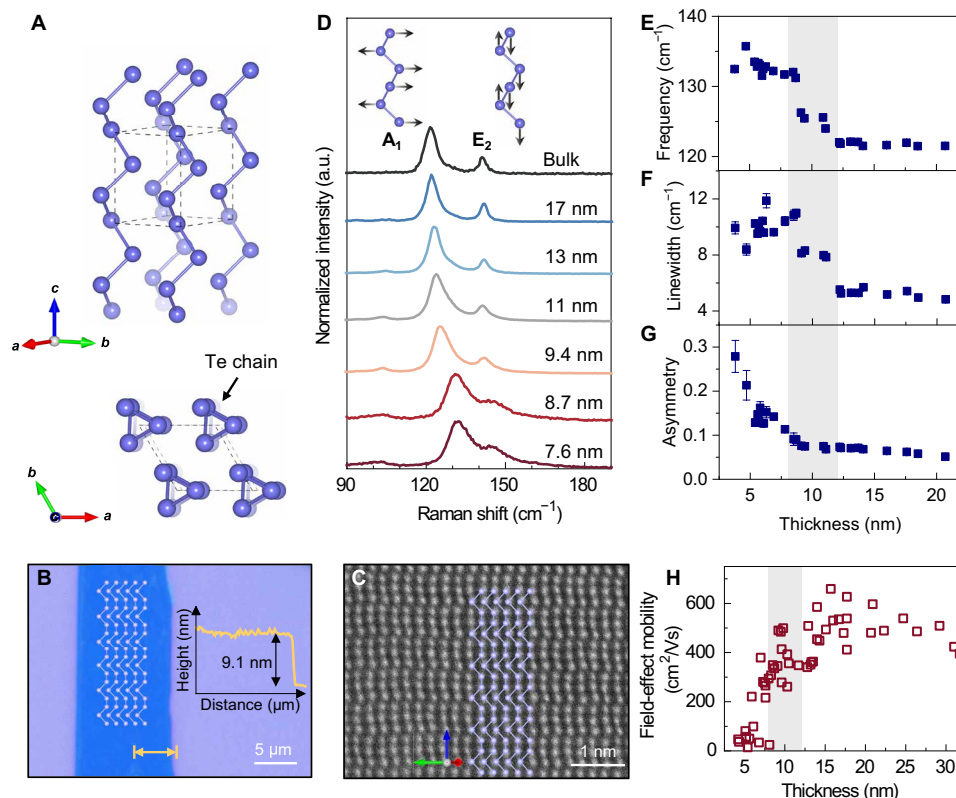 A
c
a
b
Te chain
b
c
a
D
A₁
E₂
Bulk
17 nm
13 nm
11 nm
9.4 nm
8.7 nm
7.6 nm
Normalized intensity (a.u.)
90
120
150
180
Raman shift (cm⁻¹)
E
140
130
120
Frequency (cm⁻¹)
F
12
8
4
Linewidth (cm⁻¹)
G
0.3
0.2
0.1
0.0
Asymmetry
5
10
15
20
Thickness (nm)
B
Height (nm)
9.1 nm
Distance (μm)
5 μm
C
1 nm
H
600
400
200
0
Field-effect mobility
(cm²/Vs)
5
10
15
20
25
30
Thickness (nm)